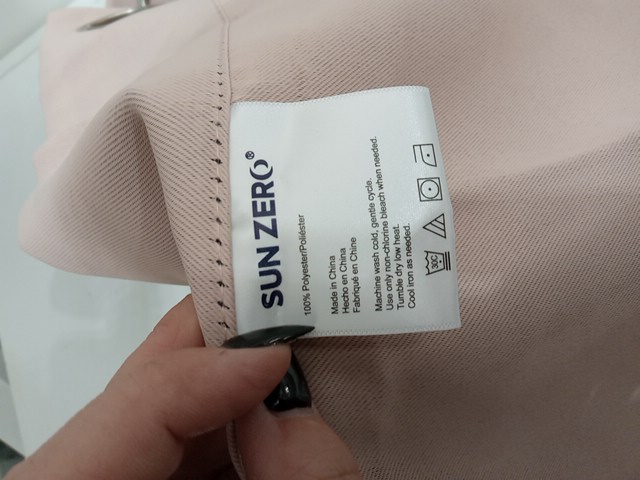 SUN ZERO®
100% Polyester/Poliéster
Made in China
Hecho en China
Fabriqué en Chine
Machine wash cold, gentle cycle.
Use only non-chlorine bleach when needed.
Tumble dry low heat.
Cool iron as needed.
30C